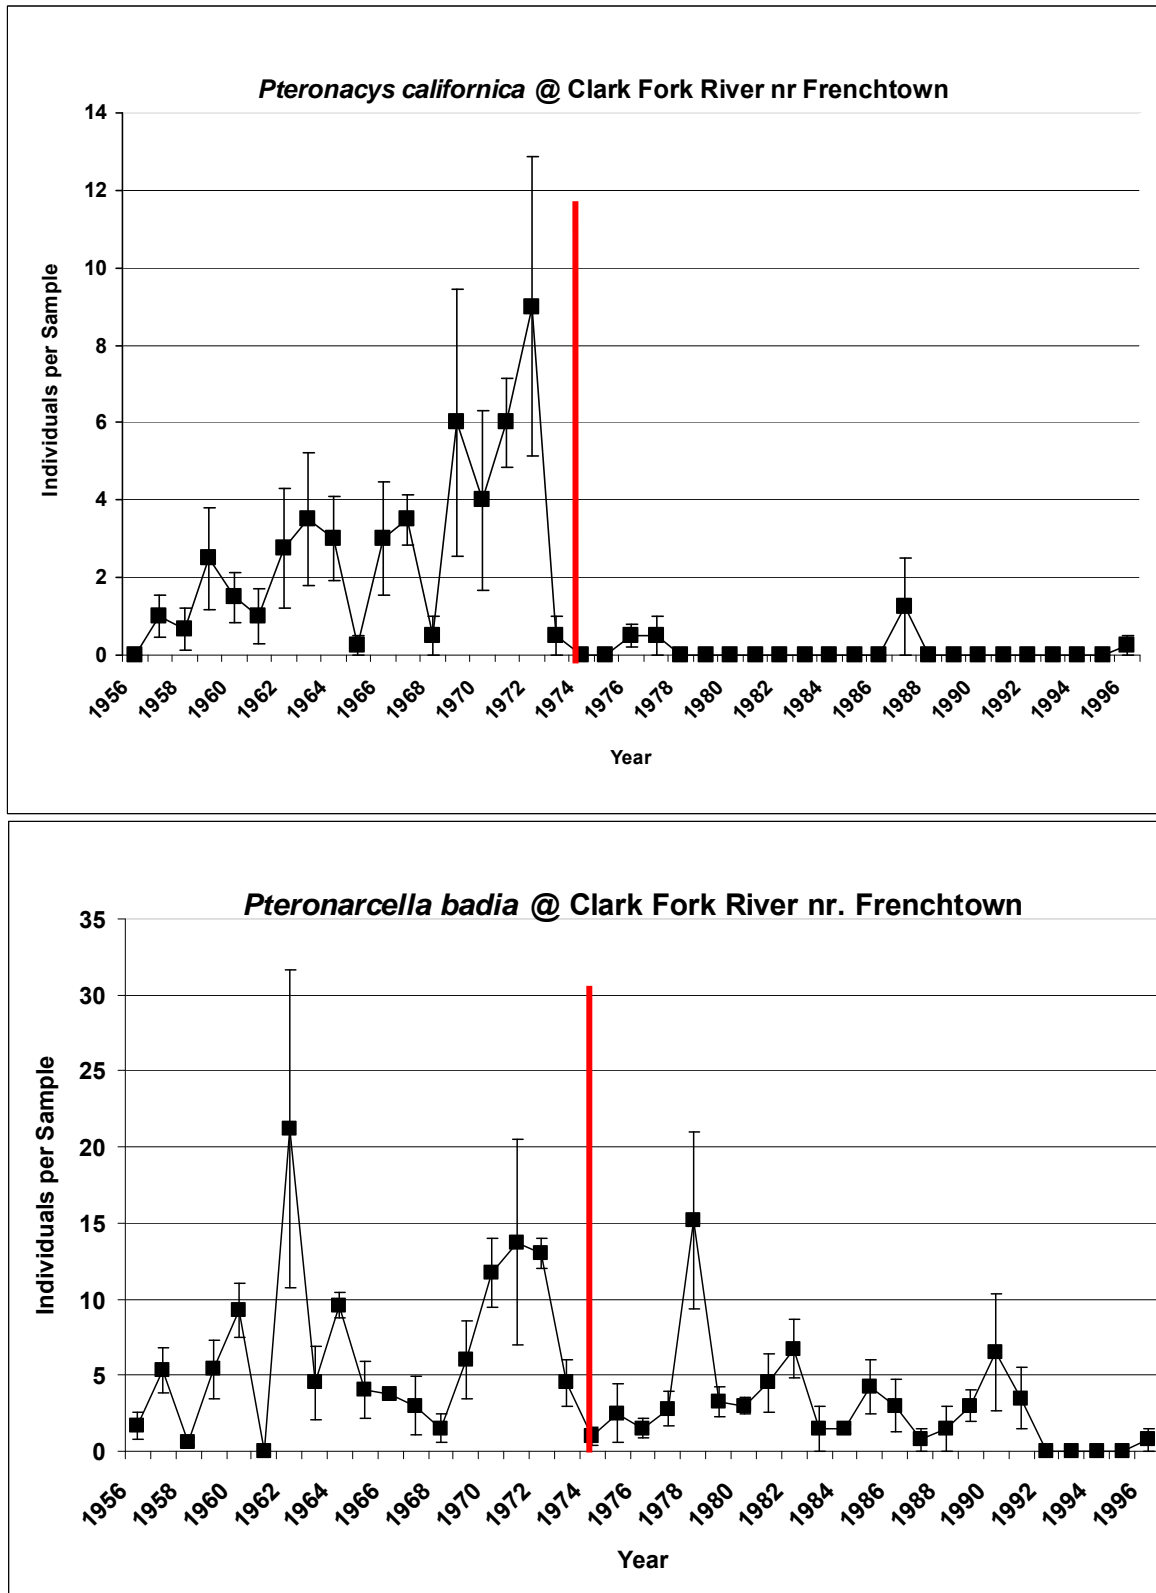 Pteronacys californica @ Clark Fork River nr Frenchtown
14
12
10
8
6
4
2
0
Individuals per Sample
1956 1958 1960 1962 1964 1966 1968 1970 1972 1974 1976 1978 1980 1982 1984 1986 1988 1990 1992 1994 1996
Year
Pteronarcella badia @ Clark Fork River nr. Frenchtown
35
30
25
20
15
10
5
0
Individuals per Sample
1956 1958 1960 1962 1964 1966 1968 1970 1972 1974 1976 1978 1980 1982 1984 1986 1988 1990 1992 1994 1996
Year